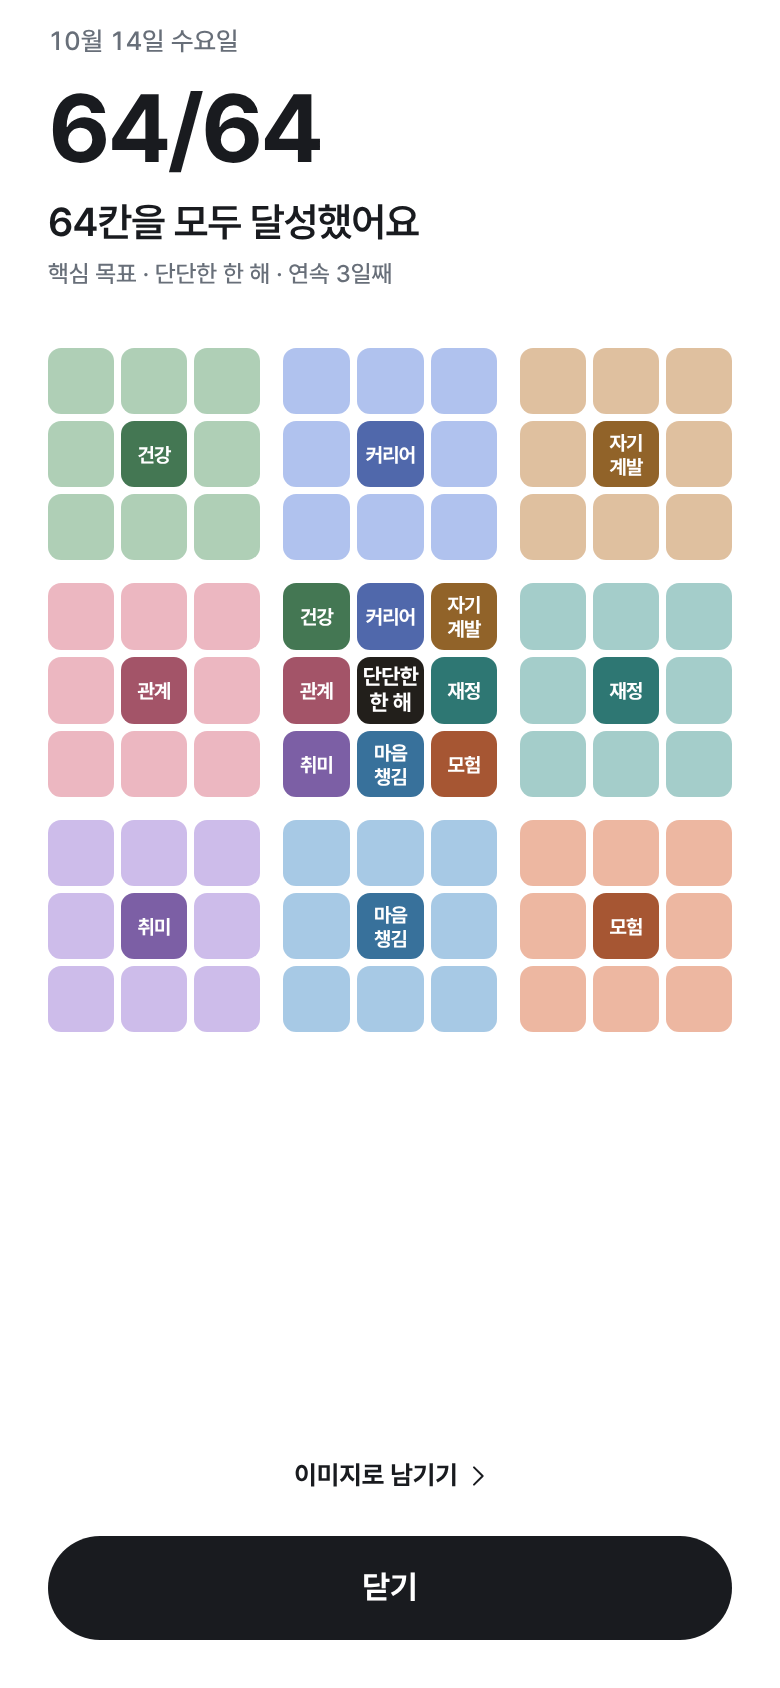 10월 14일 수요일
64/64
64칸을 모두 달성했어요
핵심 목표 · 단단한 한 해 · 연속 3일째
건강
커리어
자기
계발
관계
건강
커리어
자기
계발
관계
단단한
한 해
재정
취미
마음
챙김
모험
재정
취미
마음
챙김
모험
이미지로 남기기
닫기